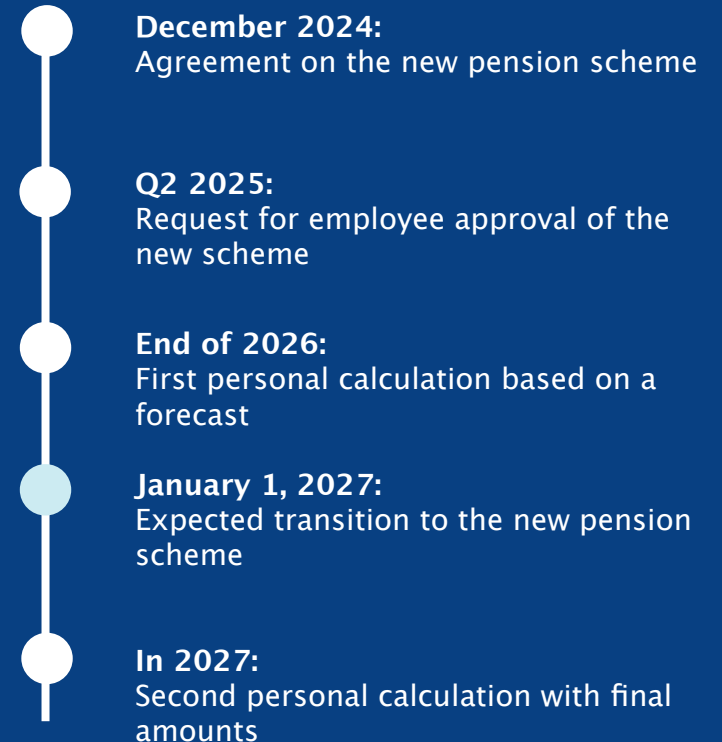 December 2024:
Agreement on the new pension scheme
Q2 2025:
Request for employee approval of the
new scheme
End of 2026:
First personal calculation based on a
forecast
January 1, 2027:
Expected transition to the new pension
scheme
In 2027:
Second personal calculation with final
amounts